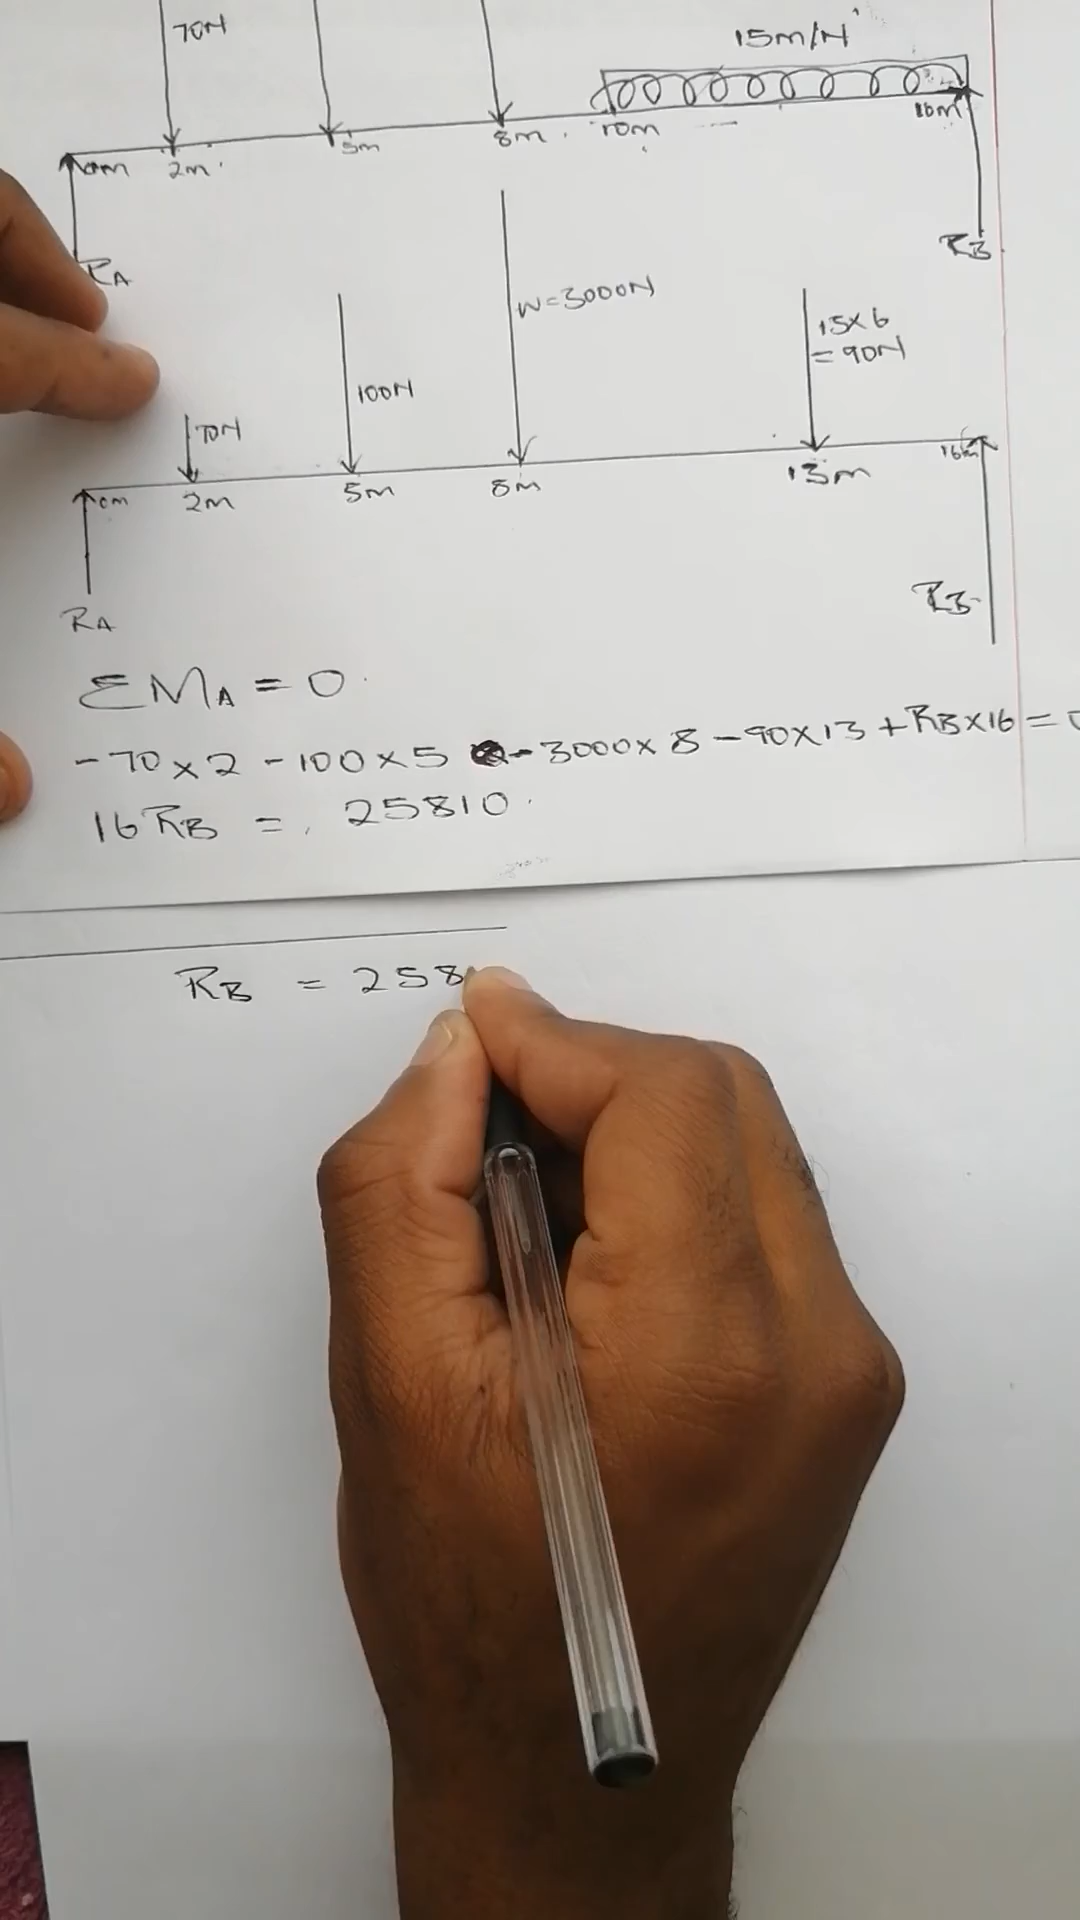 70N
15m/N
0m 2m 5m 8m 10m 16m
RA
RB
W=3000N
15x6
=90N
100N
70N
0m 2m 5m 8m 13m 16m
RA
RB
ΣMA = 0
-70x2 -100x5 -3000x8 -90x13 +RBx16 = 0
16RB = 25810
RB = 258